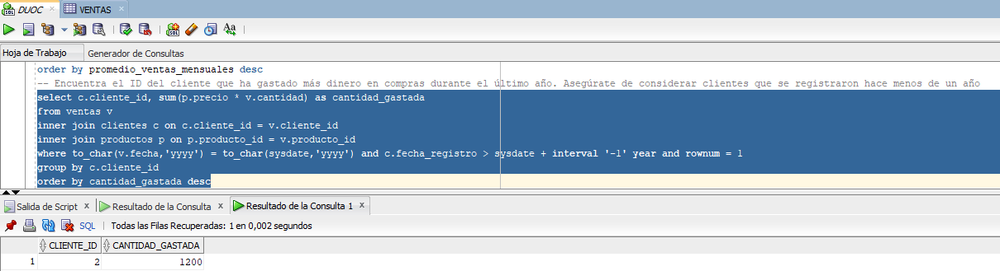 DUOC x VENTAS x
SQL Aa
Hoja de Trabajo Generador de Consultas
order by promedio_ventas_mensuales desc
-- Encuentra el ID del cliente que ha gastado más dinero en compras durante el último año. Asegúrate de considerar clientes que se registraron hace menos de un año
select c.cliente_id, sum(p.precio * v.cantidad) as cantidad_gastada
from ventas v
inner join clientes c on c.cliente_id = v.cliente_id
inner join productos p on p.producto_id = v.producto_id
where to_char(v.fecha,'yyyy') = to_char(sysdate,'yyyy') and c.fecha_registro > sysdate + interval '-1' year and rownum = 1
group by c.cliente_id
order by cantidad_gastada desc
Salida de Script x Resultado de la Consulta x Resultado de la Consulta 1 x
SQL | Todas las Filas Recuperadas: 1 en 0,002 segundos
CLIENTE_ID CANTIDAD_GASTADA
1 2 1200